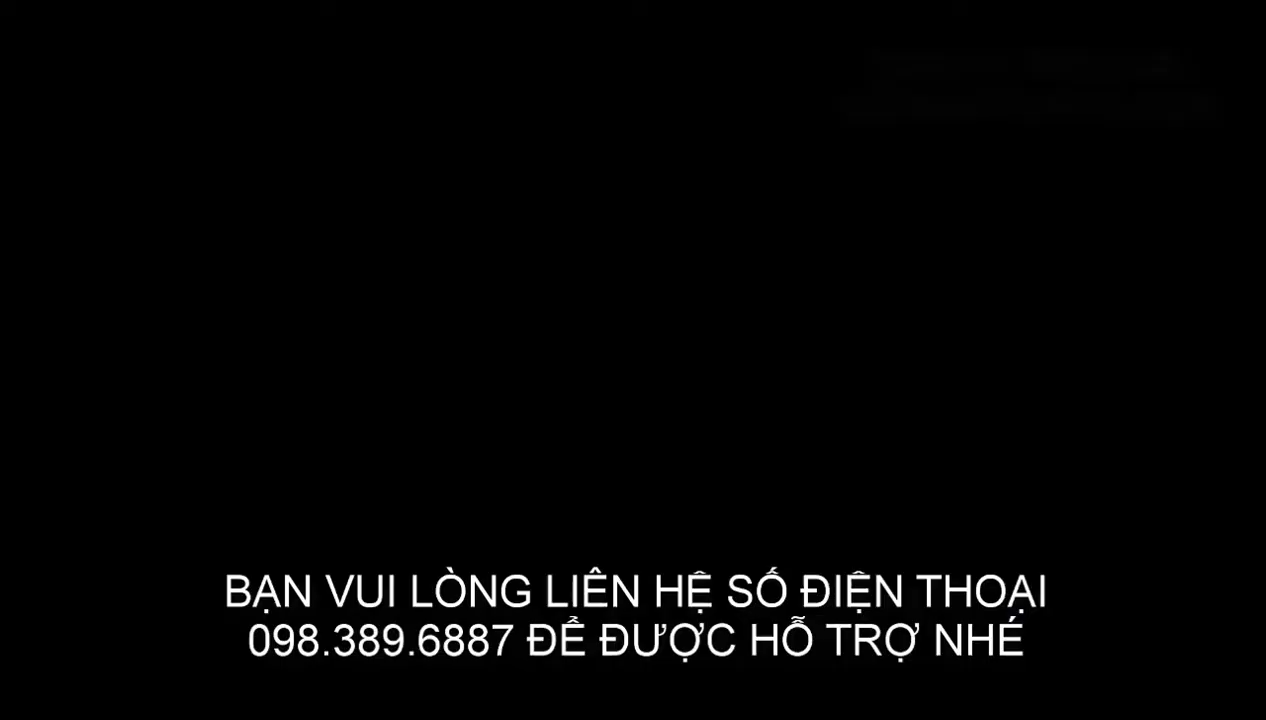 BẠN VUI LÒNG LIÊN HỆ SỐ ĐIỆN THOẠI
098.389.6887 ĐỂ ĐƯỢC HỖ TRỢ NHÉ